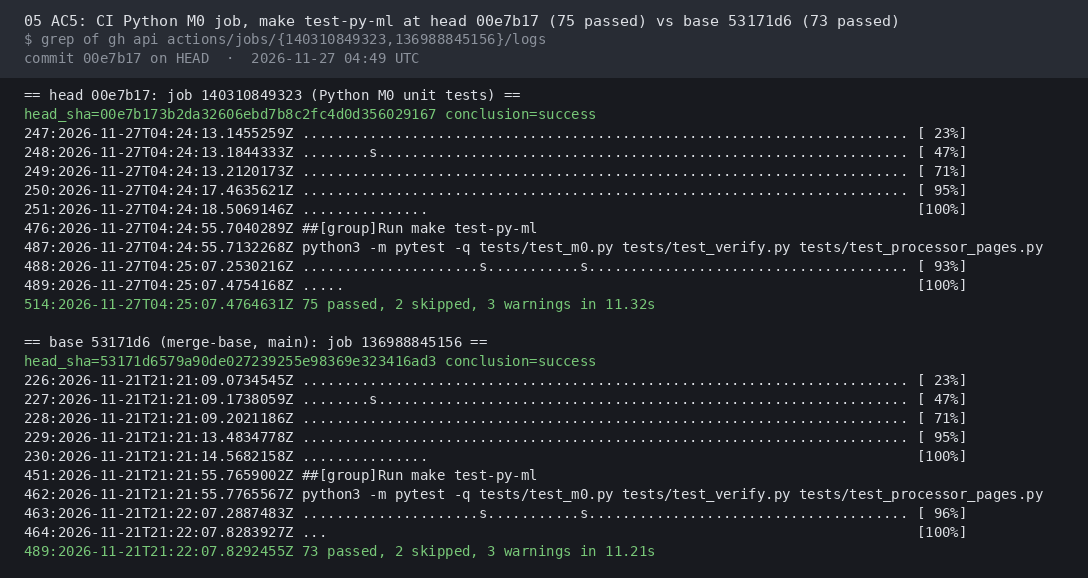 05 AC5: CI Python M0 job, make test-py-ml at head 00e7b17 (75 passed) vs base 53171d6 (73 passed)
$ grep of gh api actions/jobs/{140310849323,136988845156}/logs
commit 00e7b17 on HEAD · 2026-11-27 04:49 UTC
== head 00e7b17: job 140310849323 (Python M0 unit tests) ==
head_sha=00e7b173b2da32606ebd7b8c2fc4d0d356029167 conclusion=success
247:2026-11-27T04:24:13.1455259Z ........................................................................ [ 23%]
248:2026-11-27T04:24:13.1844333Z ........s............................................................... [ 47%]
249:2026-11-27T04:24:13.2120173Z ........................................................................ [ 71%]
250:2026-11-27T04:24:17.4635621Z ........................................................................ [ 95%]
251:2026-11-27T04:24:18.5069146Z ............... [100%]
476:2026-11-27T04:24:55.7040289Z ##[group]Run make test-py-ml
487:2026-11-27T04:24:55.7132268Z python3 -m pytest -q tests/test_m0.py tests/test_verify.py tests/test_processor_pages.py
488:2026-11-27T04:25:07.2530216Z .....................s...........s...................................... [ 93%]
489:2026-11-27T04:25:07.4754168Z ..... [100%]
514:2026-11-27T04:25:07.4764631Z 75 passed, 2 skipped, 3 warnings in 11.32s
== base 53171d6 (merge-base, main): job 136988845156 ==
head_sha=53171d6579a90de027239255e98369e323416ad3 conclusion=success
226:2026-11-21T21:21:09.0734545Z ........................................................................ [ 23%]
227:2026-11-21T21:21:09.1738059Z ........s............................................................... [ 47%]
228:2026-11-21T21:21:09.2021186Z ........................................................................ [ 71%]
229:2026-11-21T21:21:13.4834778Z ........................................................................ [ 95%]
230:2026-11-21T21:21:14.5682158Z ............... [100%]
451:2026-11-21T21:21:55.7659002Z ##[group]Run make test-py-ml
462:2026-11-21T21:21:55.7765567Z python3 -m pytest -q tests/test_m0.py tests/test_verify.py tests/test_processor_pages.py
463:2026-11-21T21:22:07.2887483Z .....................s...........s...................................... [ 96%]
464:2026-11-21T21:22:07.8283927Z ... [100%]
489:2026-11-21T21:22:07.8292455Z 73 passed, 2 skipped, 3 warnings in 11.21s